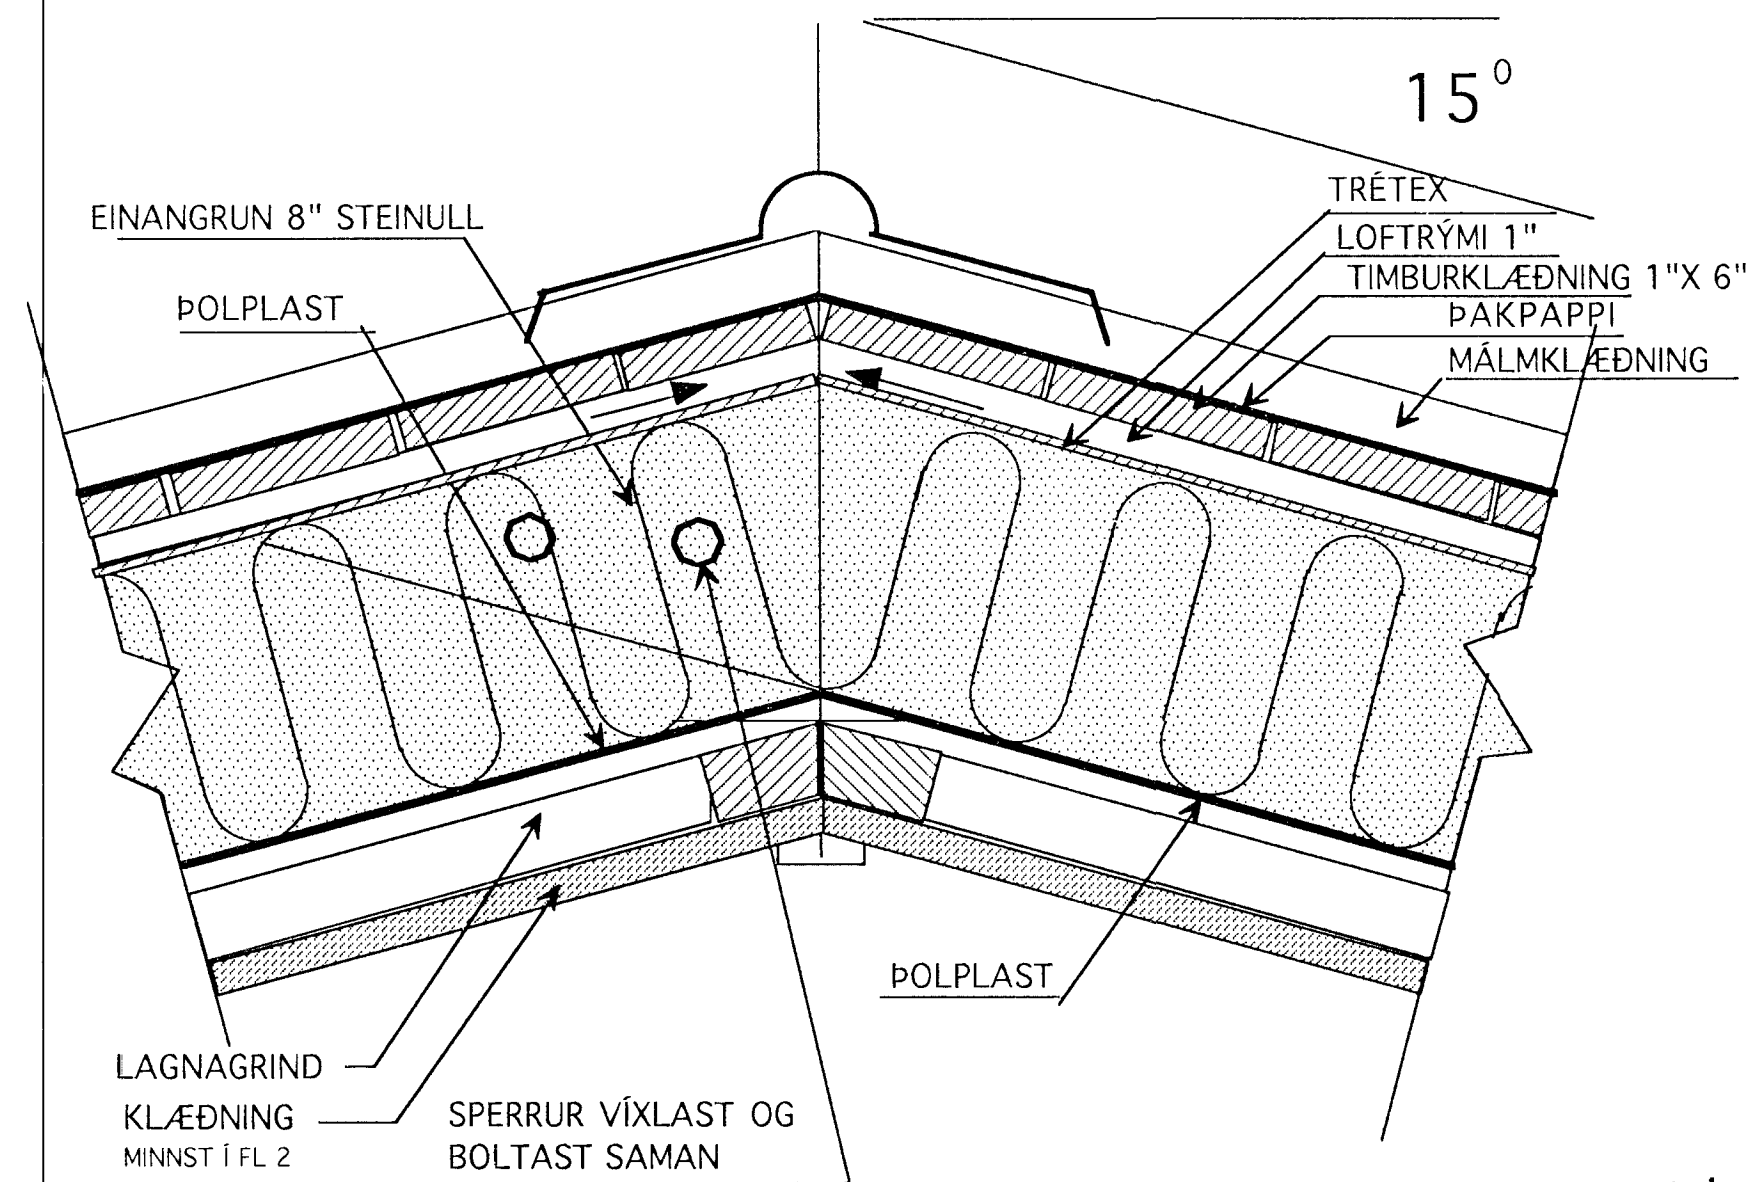 15°
EINANGRUN 8" STEINULL
ÞOLPLAST
TRÉTEX
LOFTRÝMI 1"
TIMBURKLÆÐNING 1"X 6"
ÞAKPAPPI
MÁLMKLÆÐNING
ÞOLPLAST
LAGNAGRIND
KLÆÐNING
MINNST Í FL 2
SPERRUR VÍXLAST OG
BOLTAST SAMAN